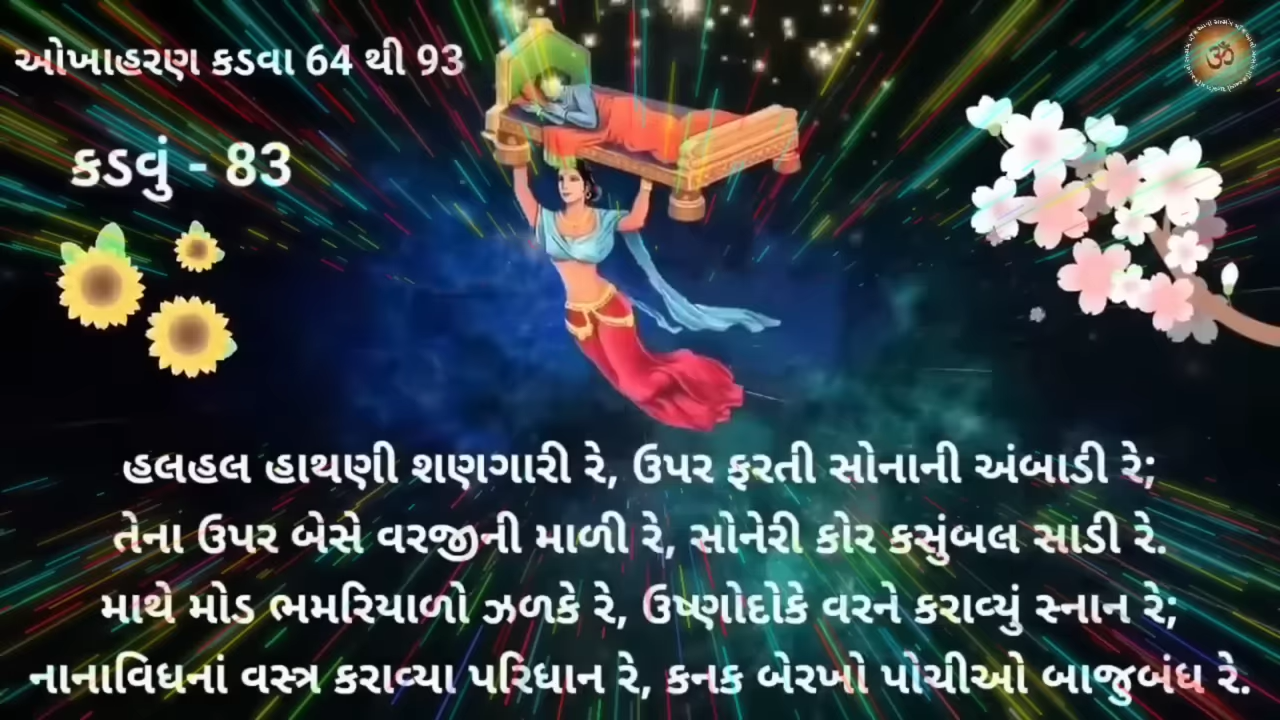 ઓખાહરણ કડવા 64 થી 93
કડવું - 83
ૐ
હલહલ હાથણી શણગારી રે, ઉપર ફરતી સોનાની અંબાડી રે;
તેના ઉપર બેસે વરજીની માળી રે, સોનેરી કોર કસુંબલ સાડી રે.
માથે મોડ ભમરિયાળો ઝળકે રે, ઉષ્ણોદોકે વરને કરાવ્યું સ્નાન રે;
નાનાવિધનાં વસ્ત્ર કરાવ્યા પરિધાન રે, કનક બેરખો પોચીઓ બાજુબંધ રે.